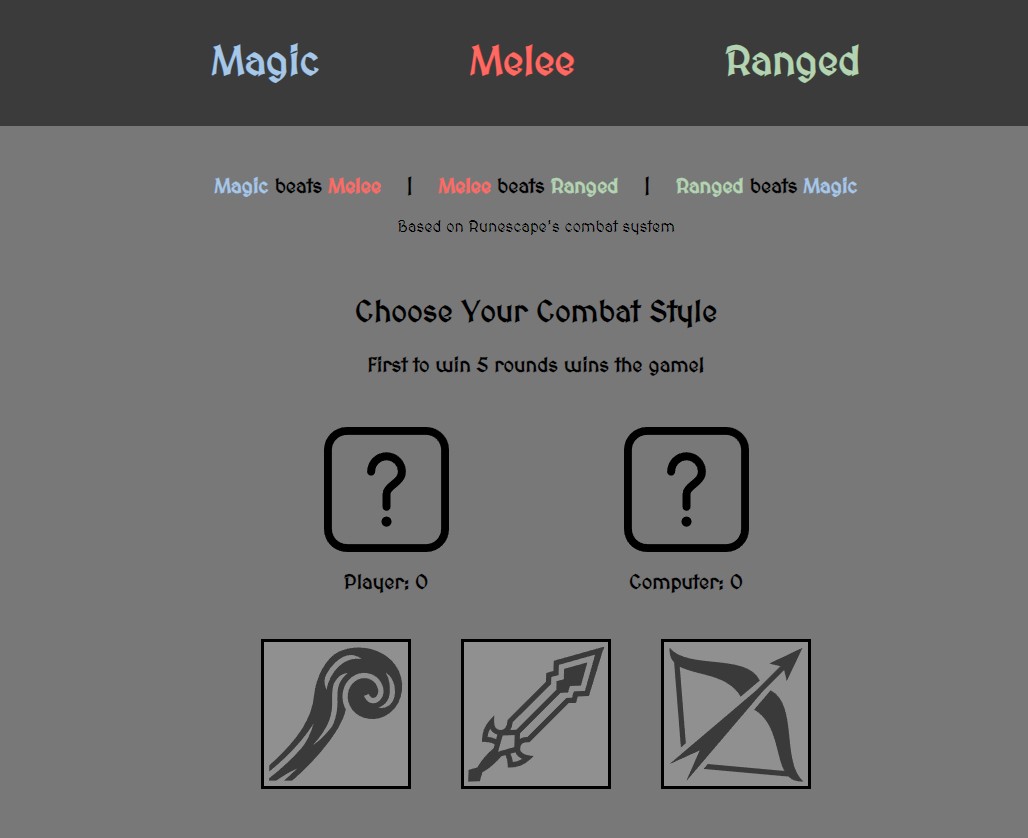 Magic Melee Ranged
Magic beats Melee | Melee beats Ranged | Ranged beats Magic
Based on Runescape's combat system
Choose Your Combat Style
First to win 5 rounds wins the game!
? ?
Player: 0 Computer: 0